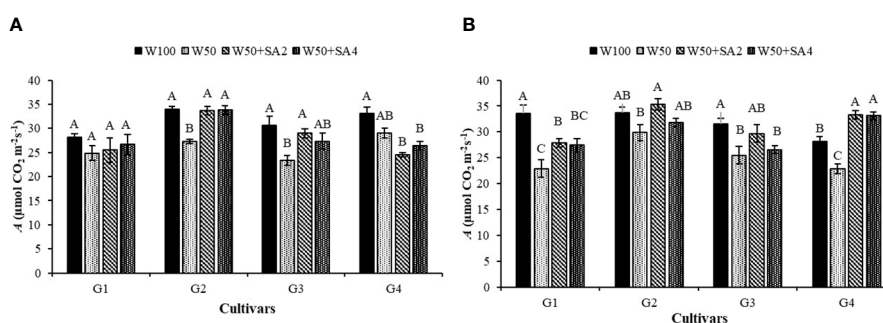 A
W100 W50 W50+SA2 W50+SA4
A (µmol CO2 m-2s-1)
40
35
30
25
20
15
10
5
0
A A A A
A B A A
A B A AB
A AB B B
G1 G2 G3 G4
Cultivars
B
W100 W50 W50+SA2 W50+SA4
A (µmol CO2 m-2s-1)
40
35
30
25
20
15
10
5
0
A C B BC
AB B A AB
A B AB B
B C A A
G1 G2 G3 G4
Cultivars